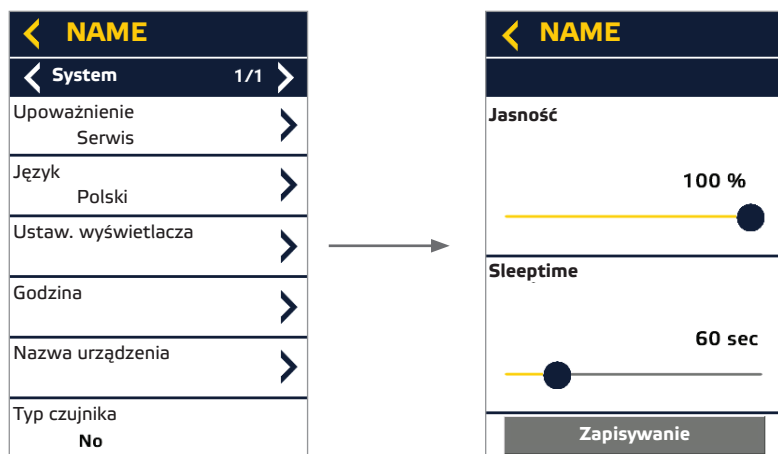 NAME
System 1/1
Upoważnienie
Serwis
Język
Polski
Ustaw. wyświetlacza
Godzina
Nazwa urządzenia
Typ czujnika
No
NAME
Jasność
100 %
Sleeptime
60 sec
Zapisywanie